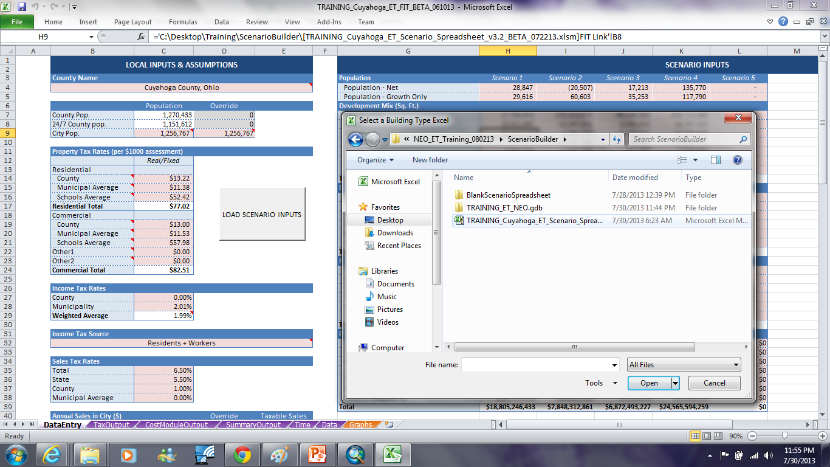 TRAINING_Cuyahoga_ET_FIT_BETA_061013 - Microsoft Excel
File Home Insert Page Layout Formulas Data Review View Add-Ins Team
H9 fx ='C:\Desktop\Training\ScenarioBuilder\[TRAINING_Cuyahoga_ET_Scenario_Spreadsheet_v3.2_BETA_072213.xlsm]FIT Link'!B8
A B C D E F G H I J K L M
LOCAL INPUTS & ASSUMPTIONS SCENARIO INPUTS
County Name
Cuyahoga County, Ohio
Population Scenario 1 Scenario 2 Scenario 3 Scenario 4 Scenario 5
Population - Net 28,847 (20,507) 17,213 135,770 -
Population - Growth Only 29,616 60,603 35,253 117,790 -
Development Mix (Sq. Ft.)
Population Override
County Pop. 1,270,433 0
24/7 County pop. 1,151,612 0
City Pop. 1,256,767 1,256,767
Property Tax Rates (per $1000 assessment)
Real/Fixed
Residential
County $13.22
Municipal Average $11.38
Schools Average $52.42
Residential Total $77.02
Commercial
County $13.00
Municipal Average $11.53
Schools Average $57.98
Other1 $0.00
Other2 $0.00
Commercial Total $82.51
LOAD SCENARIO INPUTS
Income Tax Rates
County 0.00%
Municipality 2.01%
Weighted Average 1.99%
Income Tax Source
Residents + Workers
Sales Tax Rates
Total 6.50%
State 5.50%
County 1.00%
Municipal Average 0.00%
Annual Sales in City ($) Override Taxable Sales
Select a Building Type Excel
« NEO_ET_Training_080213 ScenarioBuilder
Search ScenarioBuilder
Organize New folder
Microsoft Excel
Favorites
Desktop
Downloads
Recent Places
Libraries
Documents
Music
Pictures
Videos
Computer
Name Date modified Type
BlankScenarioSpreadsheet 7/28/2013 12:39 PM File folder
TRAINING_ET_NEO.gdb 7/30/2013 11:44 PM File folder
TRAINING_Cuyahoga_ET_Scenario_Sprea... 7/30/2013 6:23 AM Microsoft Excel M...
File name: All Files
Tools Open Cancel
Total $18,805,246,433 $7,848,312,861 $6,872,493,227 $24,565,594,259 $0
DataEntry TaxOutput CostModuleOutput SummaryOutput Time Data Graphs
Ready 90%
11:55 PM
7/30/2013